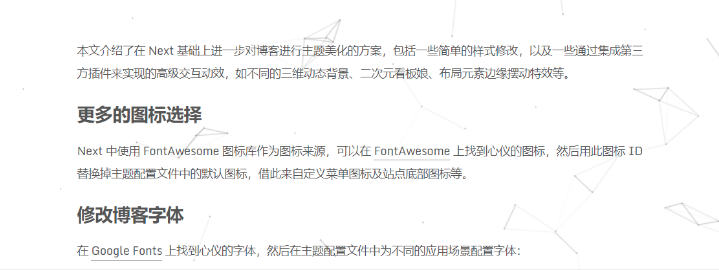 本文介绍了在 Next 基础上进一步对博客进行主题美化的方案，包括一些简单的样式修改，以及一些通过集成第三
方插件来实现的高级交互动效，如不同的三维动态背景、二次元看板娘、布局元素边缘摆动特效等。
更多的图标选择
Next 中使用 FontAwesome 图标库作为图标来源，可以在 FontAwesome 上找到心仪的图标，然后用此图标 ID
替换掉主题配置文件中的默认图标，借此来自定义菜单图标及站点底部图标等。
修改博客字体
在 Google Fonts 上找到心仪的字体，然后在主题配置文件中为不同的应用场景配置字体：